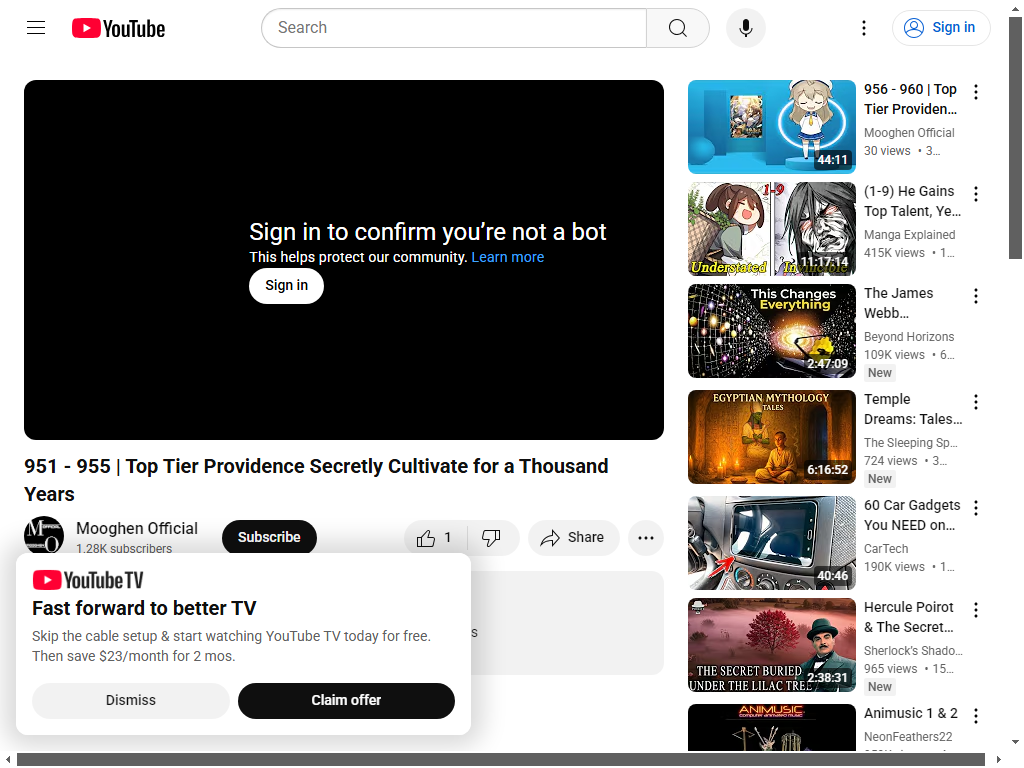 YouTube
Search
Sign in
Sign in to confirm you’re not a bot
This helps protect our community. Learn more
Sign in
951 - 955 | Top Tier Providence Secretly Cultivate for a Thousand
Years
Mooghen Official
1.28K subscribers
Subscribe
1
Share
s
YouTube TV
Fast forward to better TV
Skip the cable setup & start watching YouTube TV today for free.
Then save $23/month for 2 mos.
Dismiss
Claim offer
44:11
956 - 960 | Top
Tier Providen…
Mooghen Official
30 views • 3…
1-9
11:17:14
Understated
(1-9) He Gains
Top Talent, Ye…
Manga Explained
415K views • 1…
This Changes
Everything
2:47:09
The James
Webb…
Beyond Horizons
109K views • 6…
New
EGYPTIAN MYTHOLOGY
TALES
6:16:52
Temple
Dreams: Tales…
The Sleeping Sp…
724 views • 3…
New
40:46
60 Car Gadgets
You NEED on…
CarTech
190K views • 1…
THE SECRET BURIED
UNDER THE LILAC TREE
2:38:31
Hercule Poirot
& The Secret…
Sherlock's Shado…
965 views • 15…
New
ANIMUSIC
computer animated music
Animusic 1 & 2
NeonFeathers22